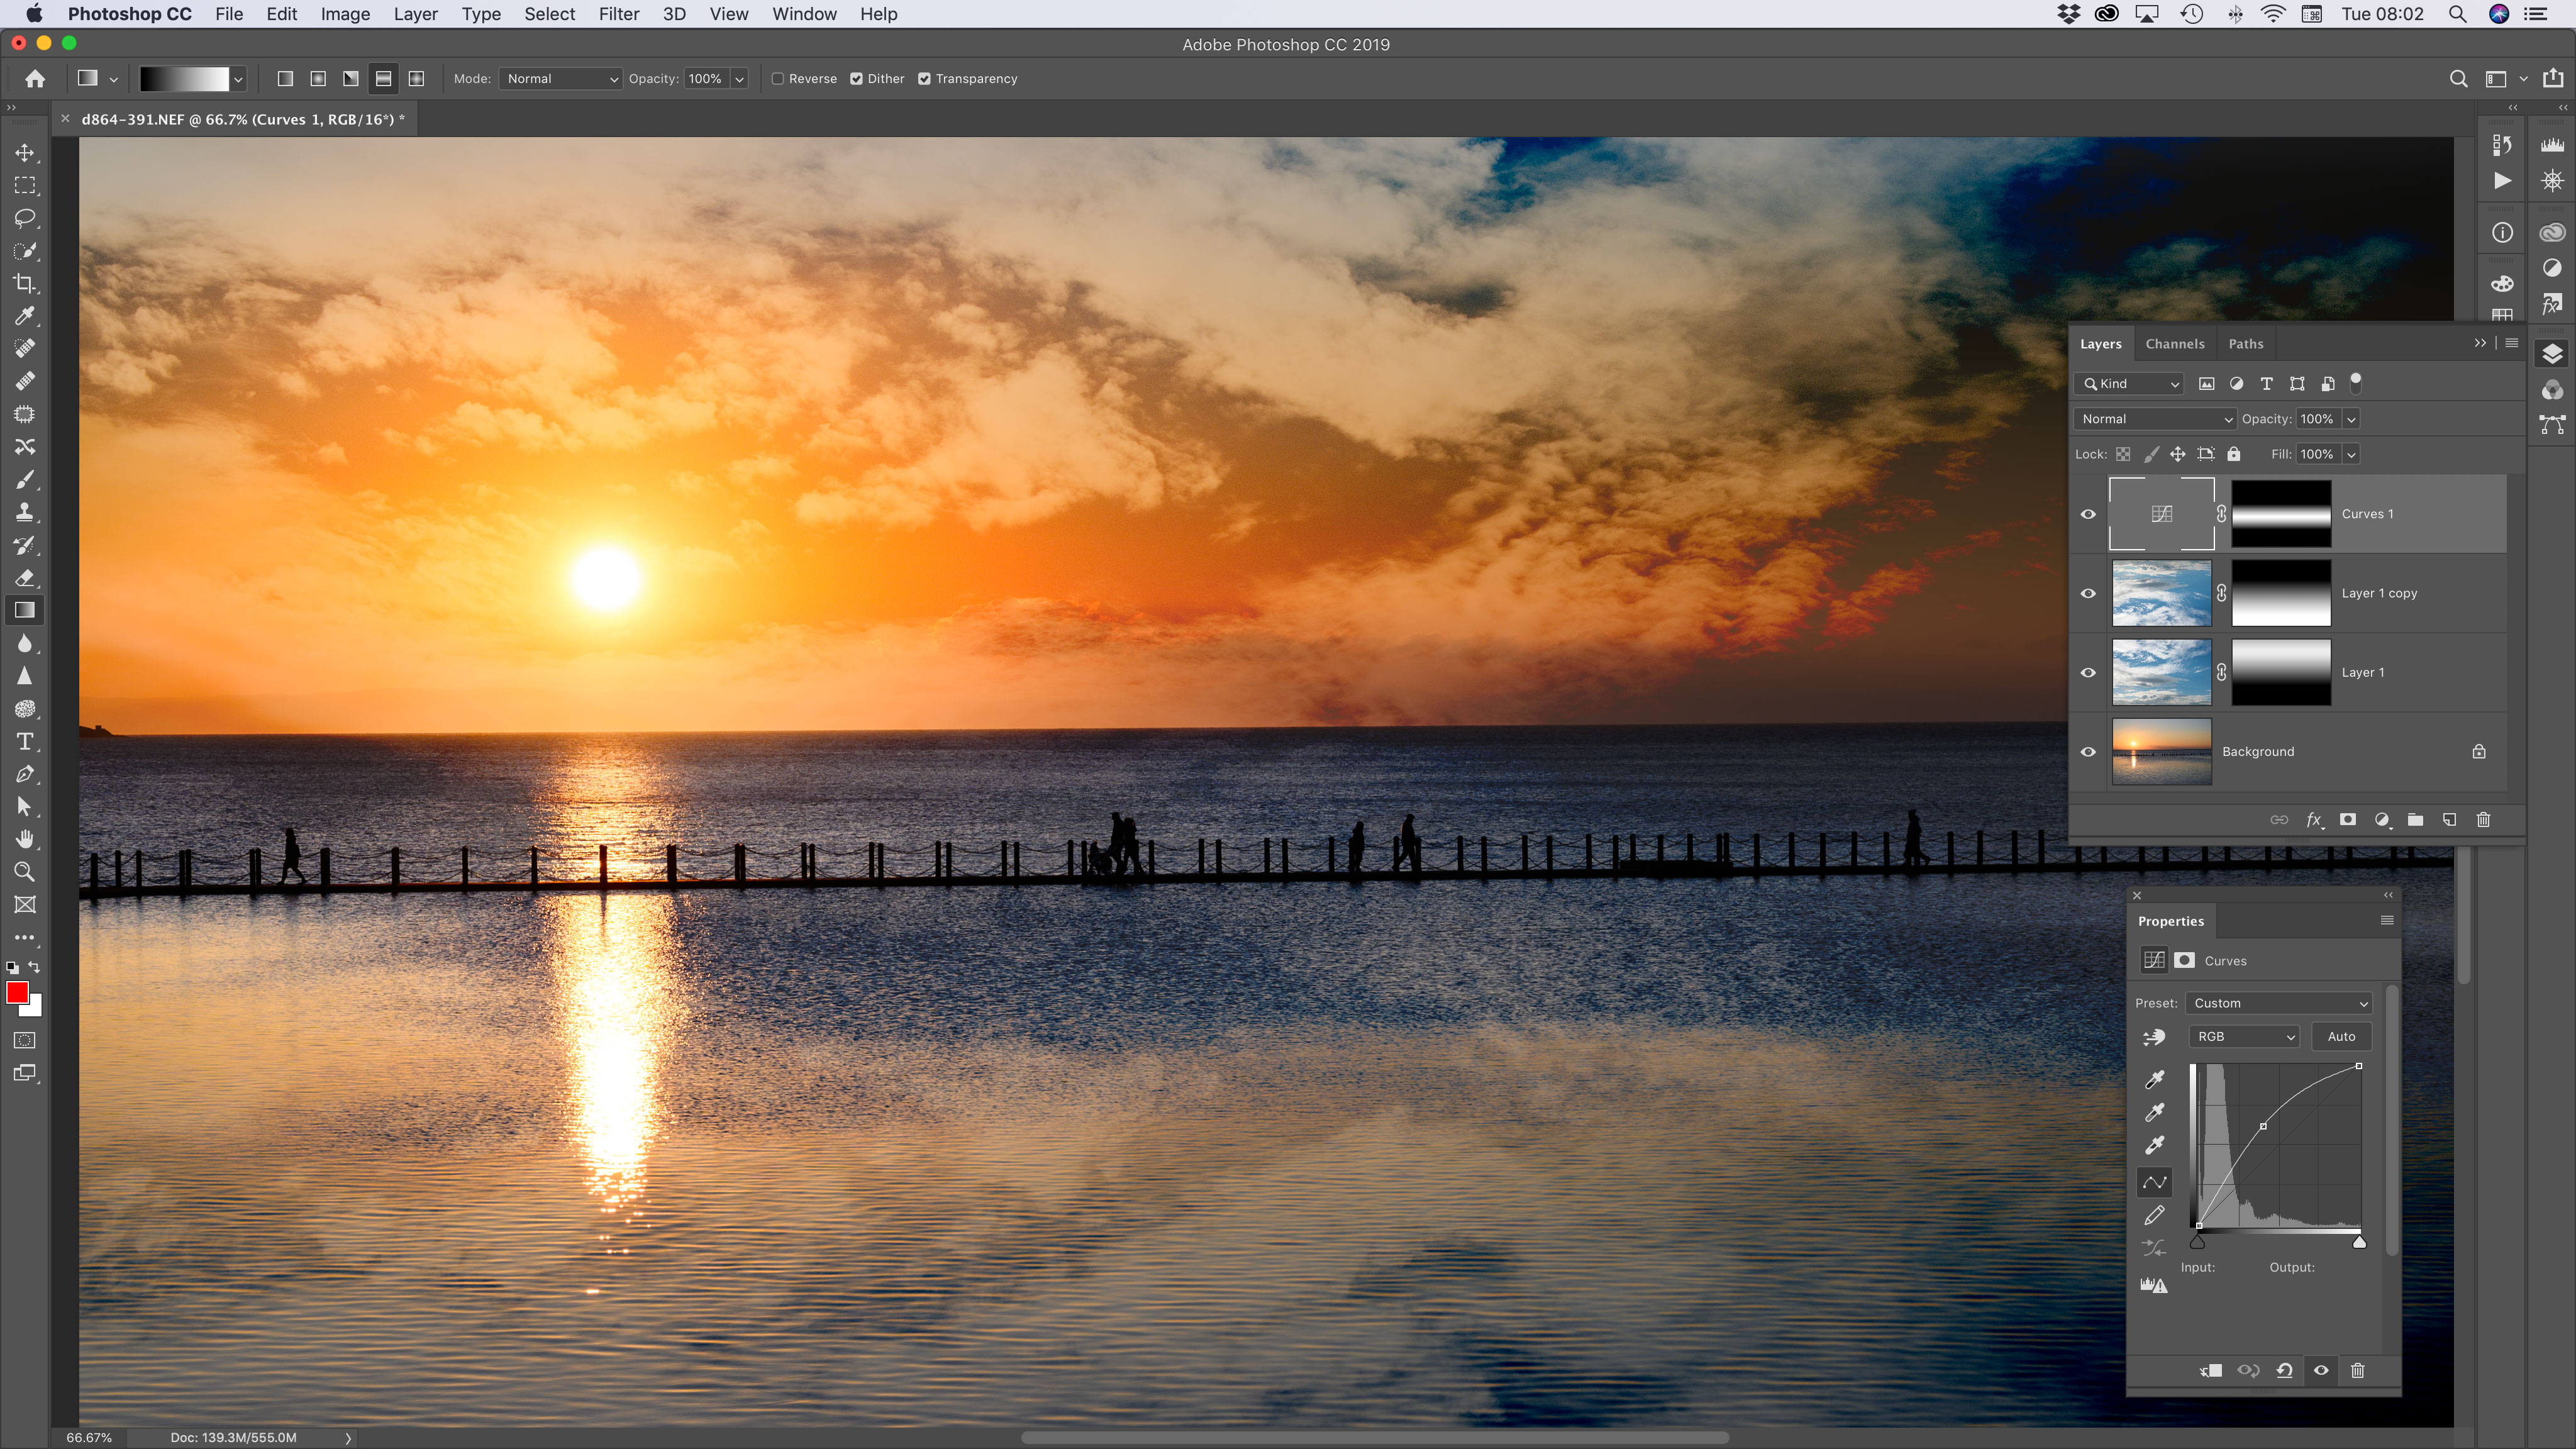 Photoshop CC File Edit Image Layer Type Select Filter 3D View Window Help Tue 08:02
Adobe Photoshop CC 2019
Mode: Normal Opacity: 100% Reverse Dither Transparency
d864-391.NEF @ 66.7% (Curves 1, RGB/16*) *
Layers Channels Paths
Kind
Normal Opacity: 100%
Lock: Fill: 100%
Curves 1
Layer 1 copy
Layer 1
Background
fx
Properties
Curves
Preset: Custom
RGB Auto
Input: Output:
66.67% Doc: 139.3M/555.0M